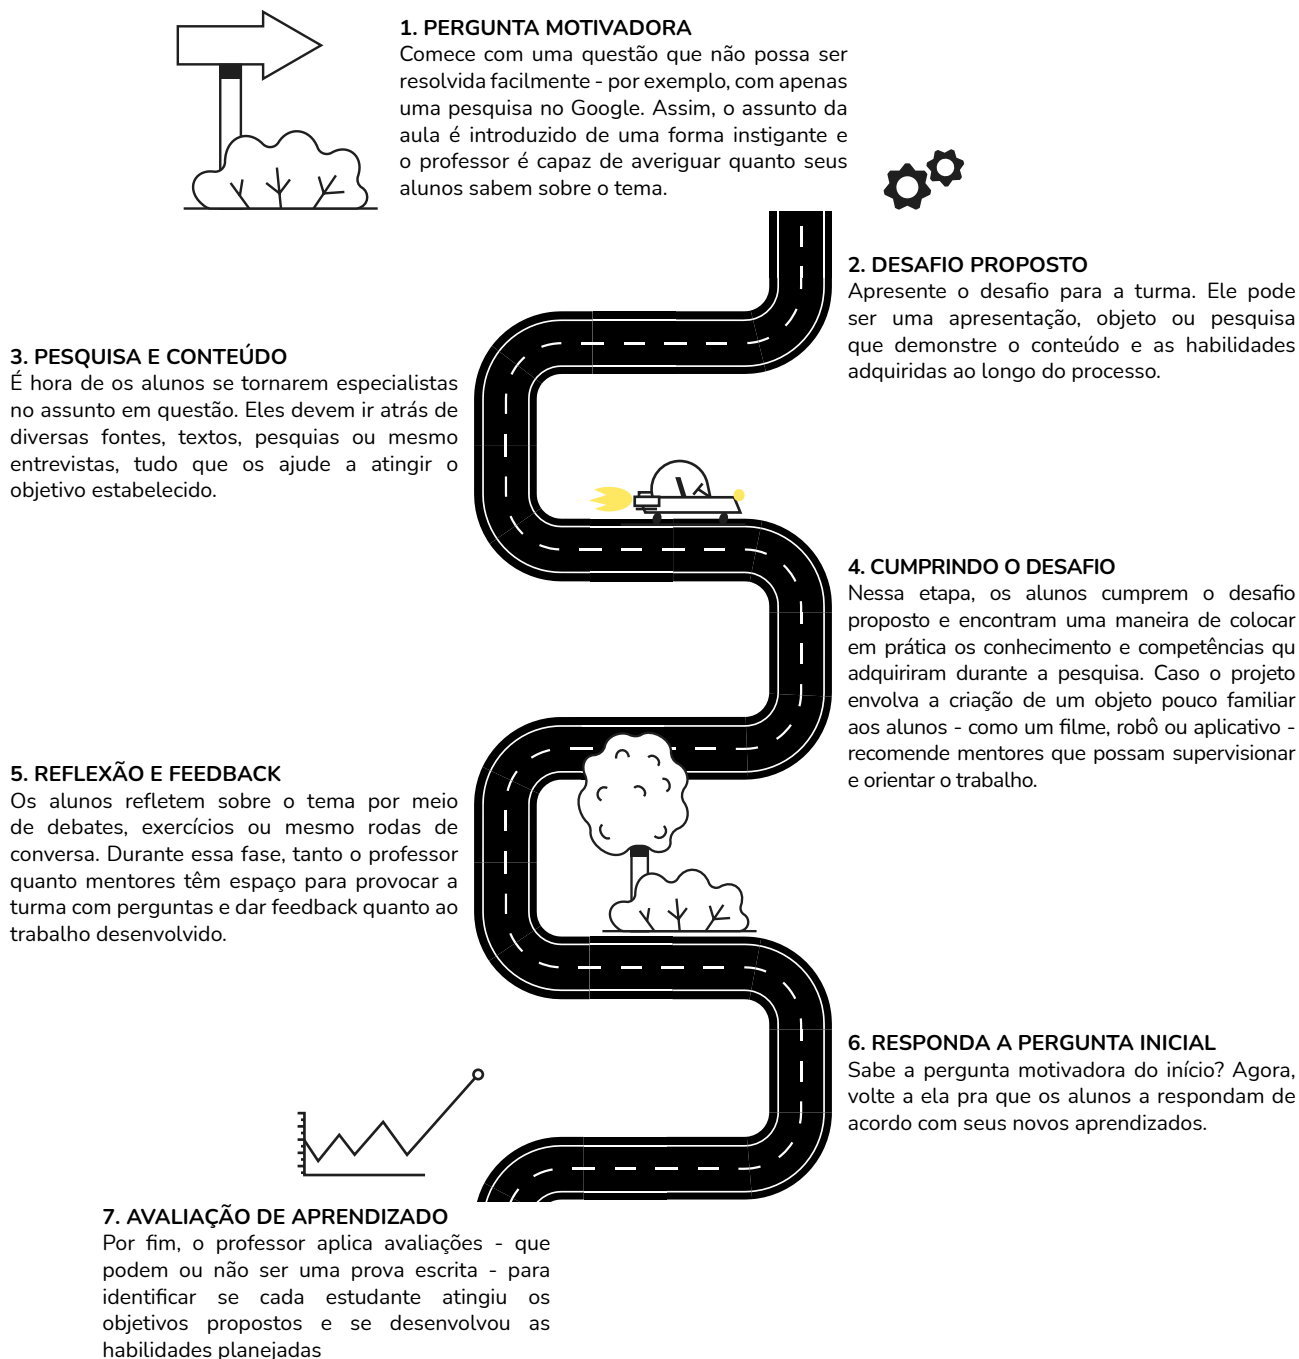 1. PERGUNTA MOTIVADORA
Comece com uma questão que não possa ser
resolvida facilmente - por exemplo, com apenas
uma pesquisa no Google. Assim, o assunto da
aula é introduzido de uma forma instigante e
o professor é capaz de averiguar quanto seus
alunos sabem sobre o tema.
2. DESAFIO PROPOSTO
Apresente o desafio para a turma. Ele pode
ser uma apresentação, objeto ou pesquisa
que demonstre o conteúdo e as habilidades
adquiridas ao longo do processo.
3. PESQUISA E CONTEÚDO
É hora de os alunos se tornarem especialistas
no assunto em questão. Eles devem ir atrás de
diversas fontes, textos, pesquias ou mesmo
entrevistas, tudo que os ajude a atingir o
objetivo estabelecido.
4. CUMPRINDO O DESAFIO
Nessa etapa, os alunos cumprem o desafio
proposto e encontram uma maneira de colocar
em prática os conhecimento e competências qu
adquiriram durante a pesquisa. Caso o projeto
envolva a criação de um objeto pouco familiar
aos alunos - como um filme, robô ou aplicativo -
recomende mentores que possam supervisionar
e orientar o trabalho.
5. REFLEXÃO E FEEDBACK
Os alunos refletem sobre o tema por meio
de debates, exercícios ou mesmo rodas de
conversa. Durante essa fase, tanto o professor
quanto mentores têm espaço para provocar a
turma com perguntas e dar feedback quanto ao
trabalho desenvolvido.
6. RESPONDA A PERGUNTA INICIAL
Sabe a pergunta motivadora do início? Agora,
volte a ela pra que os alunos a respondam de
acordo com seus novos aprendizados.
7. AVALIAÇÃO DE APRENDIZADO
Por fim, o professor aplica avaliações - que
podem ou não ser uma prova escrita - para
identificar se cada estudante atingiu os
objetivos propostos e se desenvolvou as
habilidades planejadas